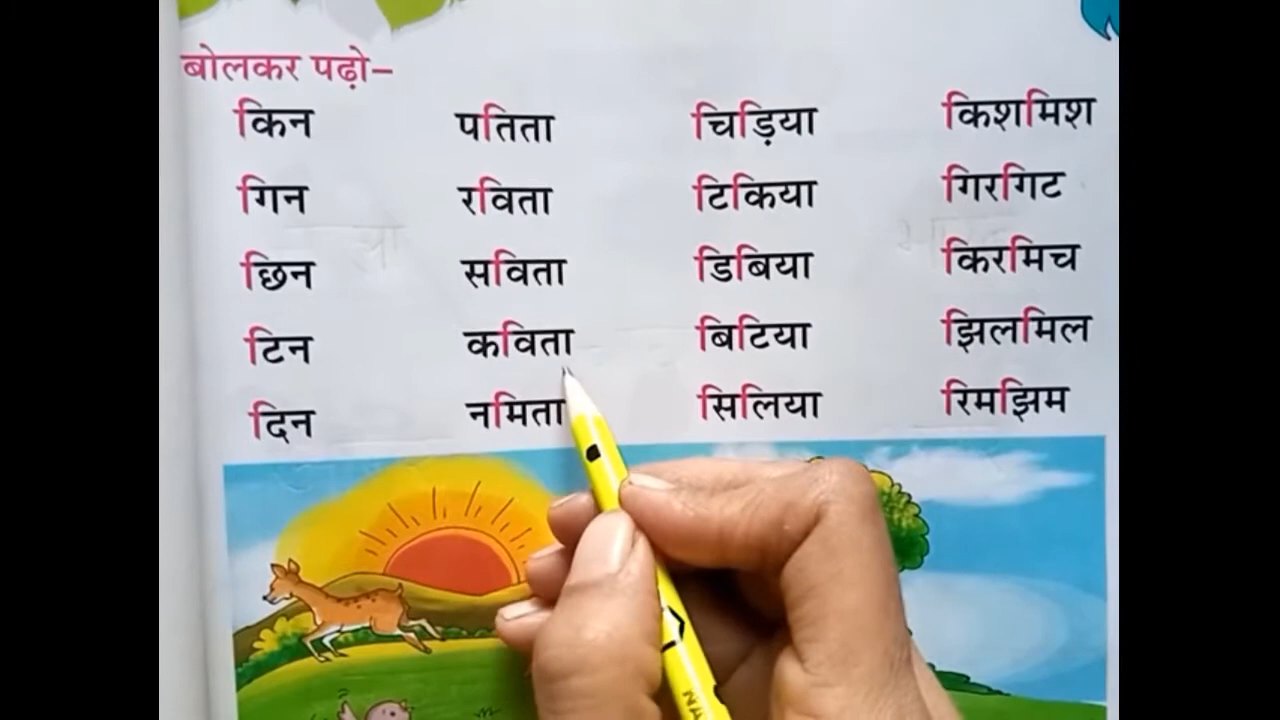 बोलकर पढ़ो–
किन पतिता चिड़िया किशमिश
गिन रविता टिकिया गिरगिट
छिन सविता डिबिया किरमिच
टिन कविता बिटिया झिलमिल
दिन नमिता सिलिया रिमझिम